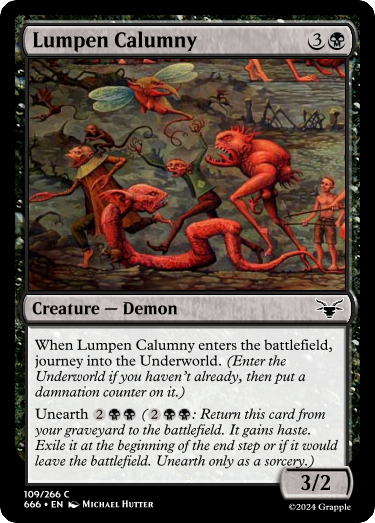 Lumpen Calumny 3
Creature — Demon
When Lumpen Calumny enters the battlefield,
journey into the Underworld. (Enter the
Underworld if you haven't already, then put a
damnation counter on it.)
Unearth 2 ( 2 : Return this card from
your graveyard to the battlefield. It gains haste.
Exile it at the beginning of the end step or if it would
leave the battlefield. Unearth only as a sorcery.)
3/2
109/266 C
666 • EN Michael Hutter
©2024 Grapple